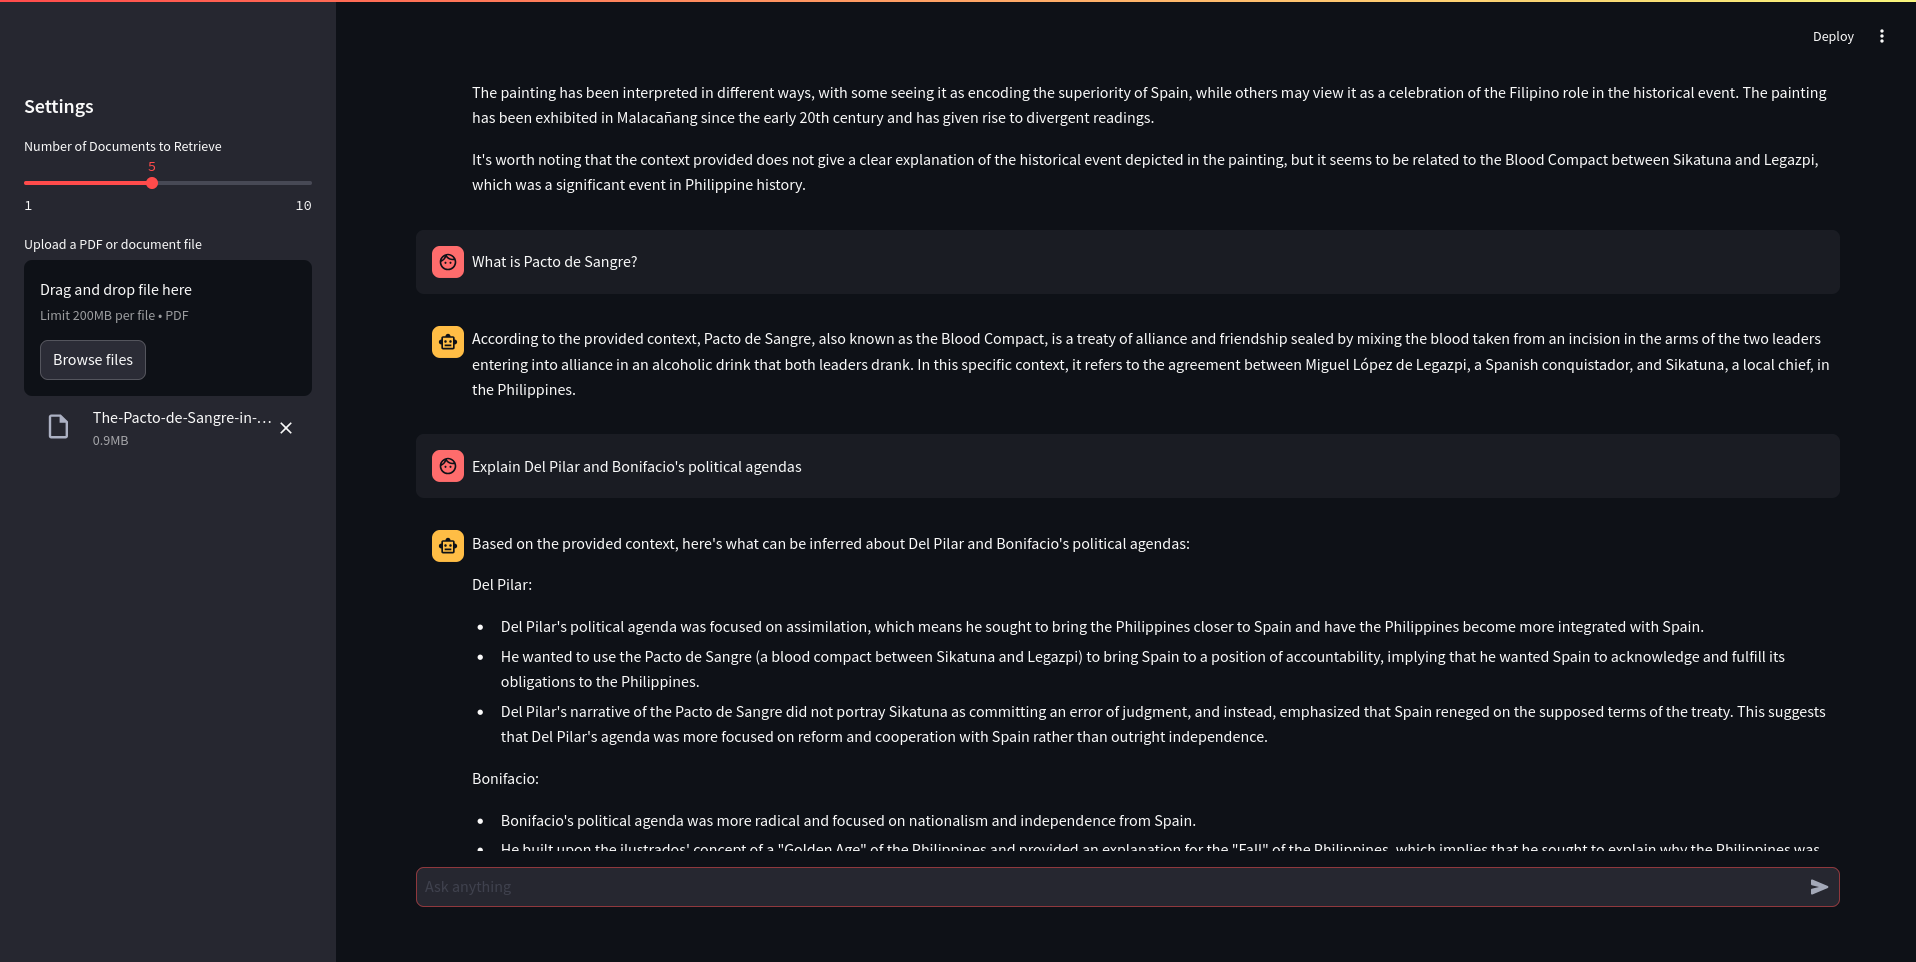 Deploy
Settings
Number of Documents to Retrieve
5
1
10
Upload a PDF or document file
Drag and drop file here
Limit 200MB per file • PDF
Browse files
The-Pacto-de-Sangre-in-...
0.9MB
The painting has been interpreted in different ways, with some seeing it as encoding the superiority of Spain, while others may view it as a celebration of the Filipino role in the historical event. The painting
has been exhibited in Malacañang since the early 20th century and has given rise to divergent readings.
It's worth noting that the context provided does not give a clear explanation of the historical event depicted in the painting, but it seems to be related to the Blood Compact between Sikatuna and Legazpi,
which was a significant event in Philippine history.
What is Pacto de Sangre?
According to the provided context, Pacto de Sangre, also known as the Blood Compact, is a treaty of alliance and friendship sealed by mixing the blood taken from an incision in the arms of the two leaders
entering into alliance in an alcoholic drink that both leaders drank. In this specific context, it refers to the agreement between Miguel López de Legazpi, a Spanish conquistador, and Sikatuna, a local chief, in
the Philippines.
Explain Del Pilar and Bonifacio's political agendas
Based on the provided context, here's what can be inferred about Del Pilar and Bonifacio's political agendas:
Del Pilar:
• Del Pilar's political agenda was focused on assimilation, which means he sought to bring the Philippines closer to Spain and have the Philippines become more integrated with Spain.
• He wanted to use the Pacto de Sangre (a blood compact between Sikatuna and Legazpi) to bring Spain to a position of accountability, implying that he wanted Spain to acknowledge and fulfill its
obligations to the Philippines.
• Del Pilar's narrative of the Pacto de Sangre did not portray Sikatuna as committing an error of judgment, and instead, emphasized that Spain reneged on the supposed terms of the treaty. This suggests
that Del Pilar's agenda was more focused on reform and cooperation with Spain rather than outright independence.
Bonifacio:
• Bonifacio's political agenda was more radical and focused on nationalism and independence from Spain.
• He built upon the ilustrados' concept of a "Golden Age" of the Philippines and provided an explanation for the "Fall" of the Philippines, which implies that he sought to explain why the Philippines was
Ask anything